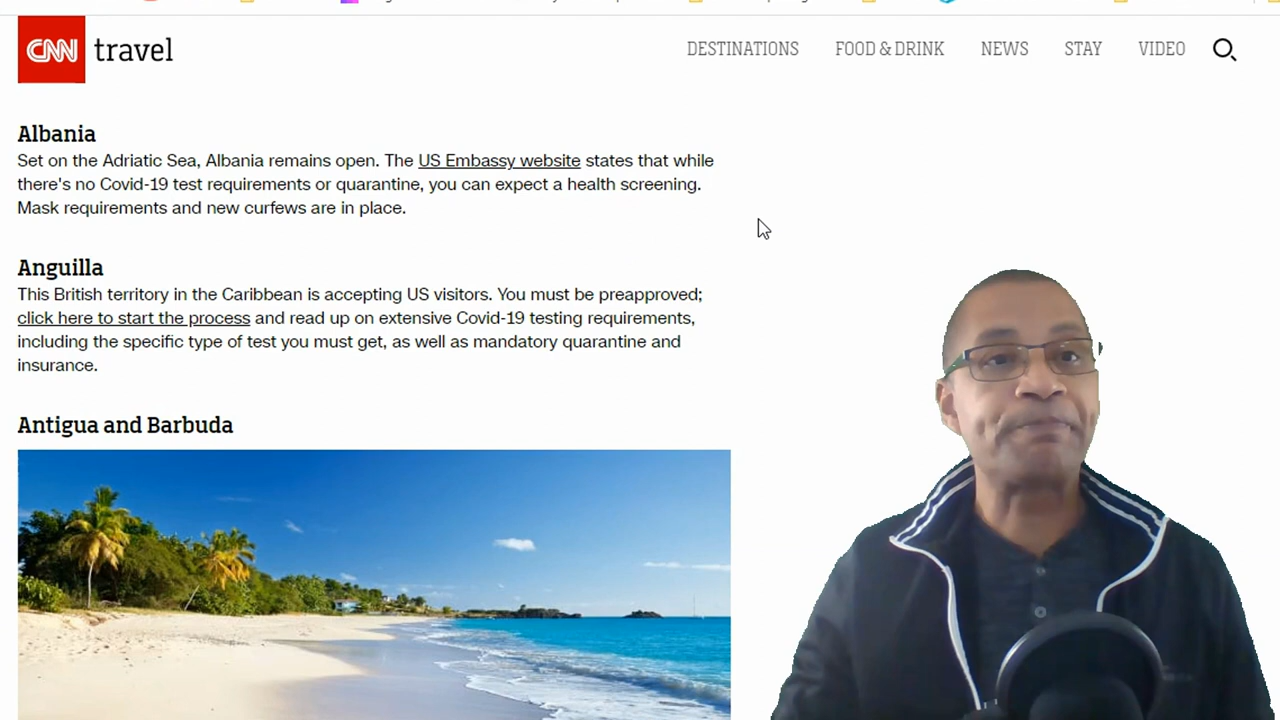 CNN travel
DESTINATIONS FOOD & DRINK NEWS STAY VIDEO
Albania
Set on the Adriatic Sea, Albania remains open. The US Embassy website states that while
there's no Covid-19 test requirements or quarantine, you can expect a health screening.
Mask requirements and new curfews are in place.
Anguilla
This British territory in the Caribbean is accepting US visitors. You must be preapproved;
click here to start the process and read up on extensive Covid-19 testing requirements,
including the specific type of test you must get, as well as mandatory quarantine and
insurance.
Antigua and Barbuda